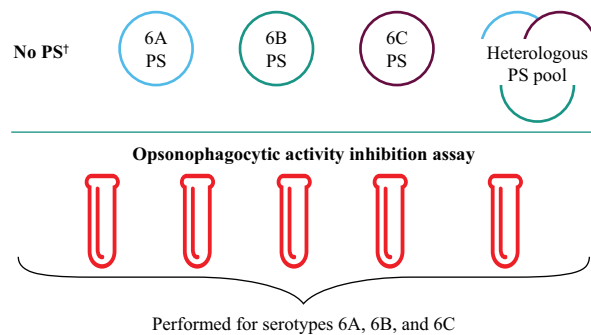 No PS†
6A
PS
6B
PS
6C
PS
Heterologous
PS pool
Opsonophagocytic activity inhibition assay
Performed for serotypes 6A, 6B, and 6C